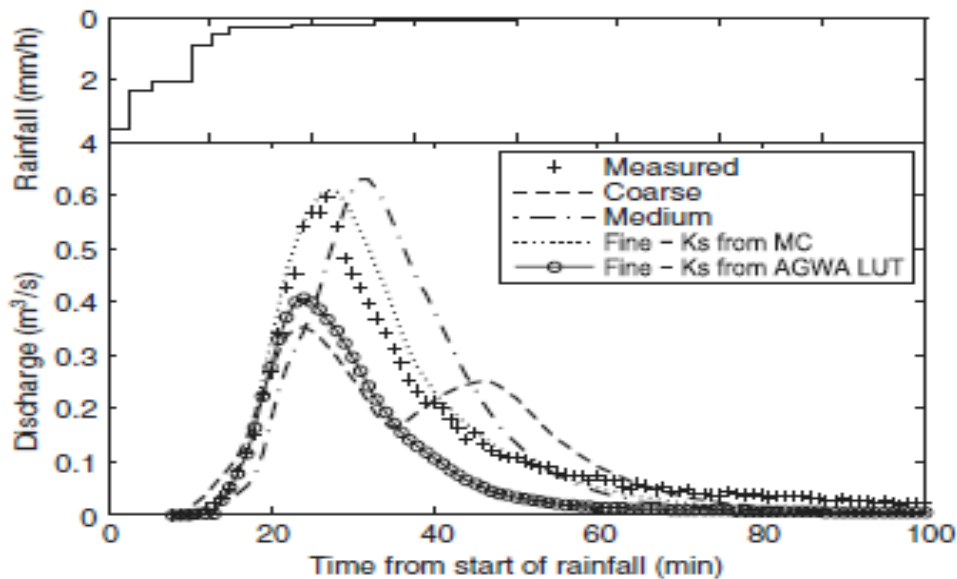 Rainfall (mm/h)
0
2
4
Measured
Coarse
Medium
Fine – Ks from MC
Fine – Ks from AGWA LUT
Discharge (m³/s)
0.6
0.5
0.4
0.3
0.2
0.1
0
0 20 40 60 80 100
Time from start of rainfall (min)